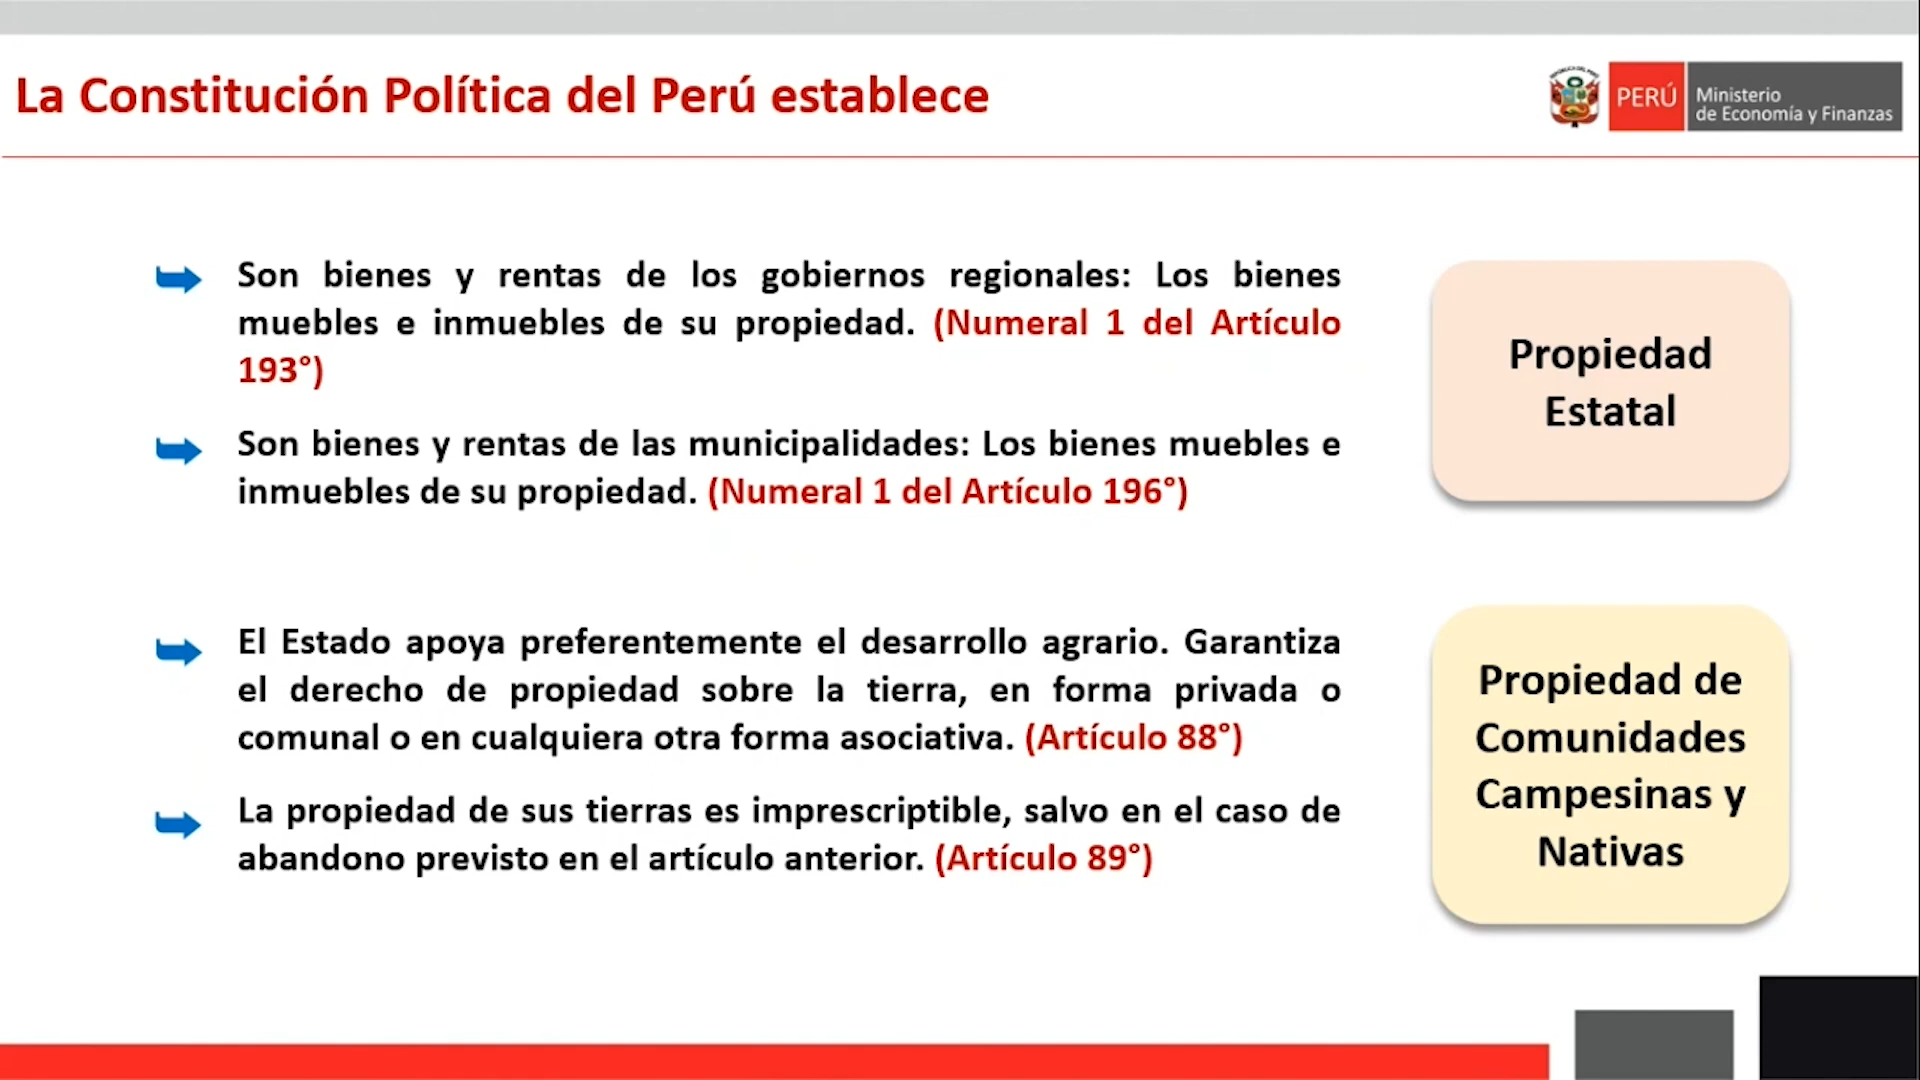 La Constitución Política del Perú establece
PERÚ
Ministerio
de Economía y Finanzas
Son bienes y rentas de los gobiernos regionales: Los bienes
muebles e inmuebles de su propiedad. (Numeral 1 del Artículo
193°)
Son bienes y rentas de las municipalidades: Los bienes muebles e
inmuebles de su propiedad. (Numeral 1 del Artículo 196°)
Propiedad
Estatal
El Estado apoya preferentemente el desarrollo agrario. Garantiza
el derecho de propiedad sobre la tierra, en forma privada o
comunal o en cualquiera otra forma asociativa. (Artículo 88°)
La propiedad de sus tierras es imprescriptible, salvo en el caso de
abandono previsto en el artículo anterior. (Artículo 89°)
Propiedad de
Comunidades
Campesinas y
Nativas